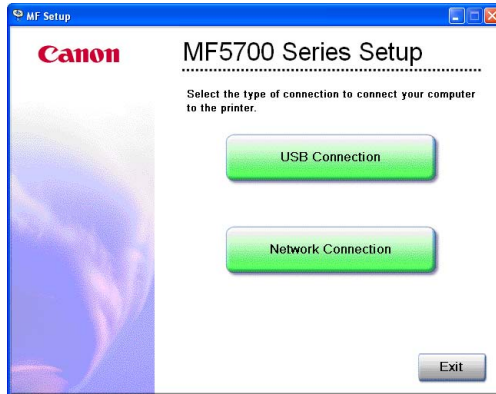 MF Setup
Canon
MF5700 Series Setup
Select the type of connection to connect your computer
to the printer.
USB Connection
Network Connection
Exit